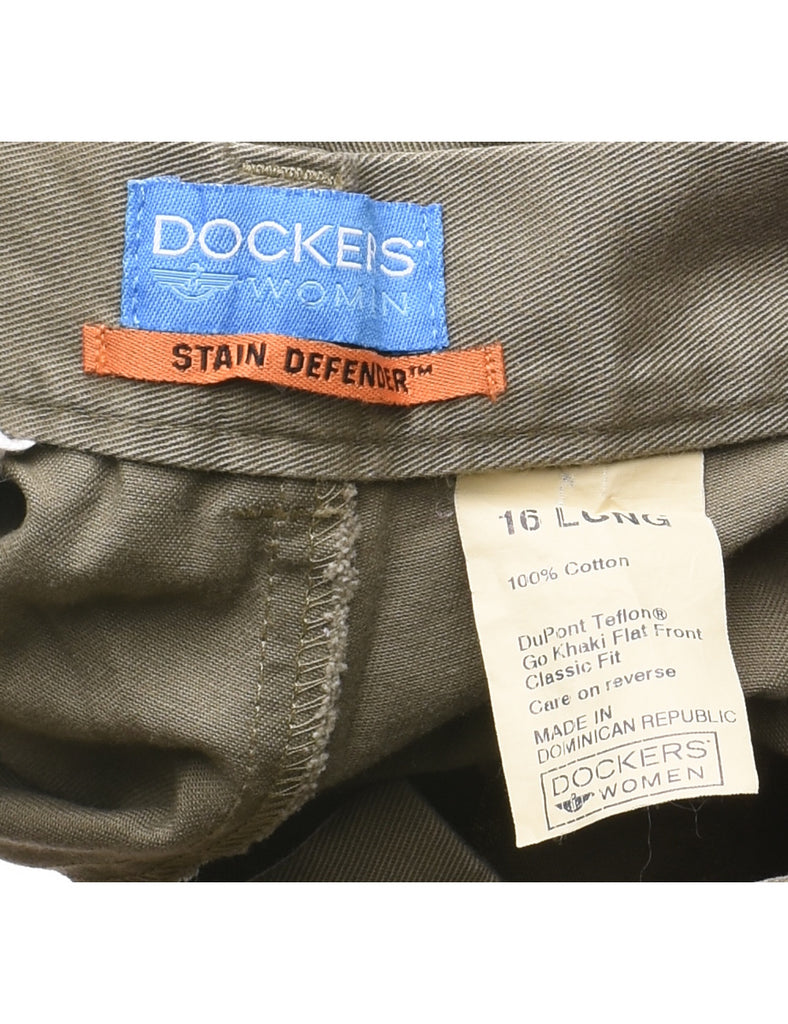 DOCKERS
WOMEN
STAIN DEFENDER™
16 LONG
100% Cotton
DuPont Teflon®
Go Khaki Flat Front
Classic Fit
Care on reverse
MADE IN
DOMINICAN REPUBLIC
DOCKERS
WOMEN